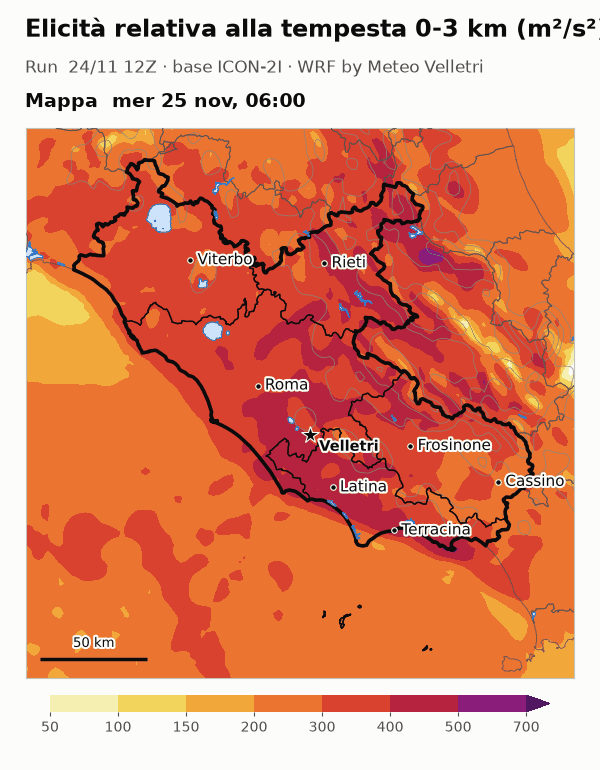 Elicità relativa alla tempesta 0-3 km (m²/s²)
Run  24/11 12Z · base ICON-2I · WRF by Meteo Velletri
Mappa  mer 25 nov, 06:00
Viterbo
Rieti
Roma
Velletri
Frosinone
Latina
Cassino
Terracina
50 km
50 100 150 200 300 400 500 700